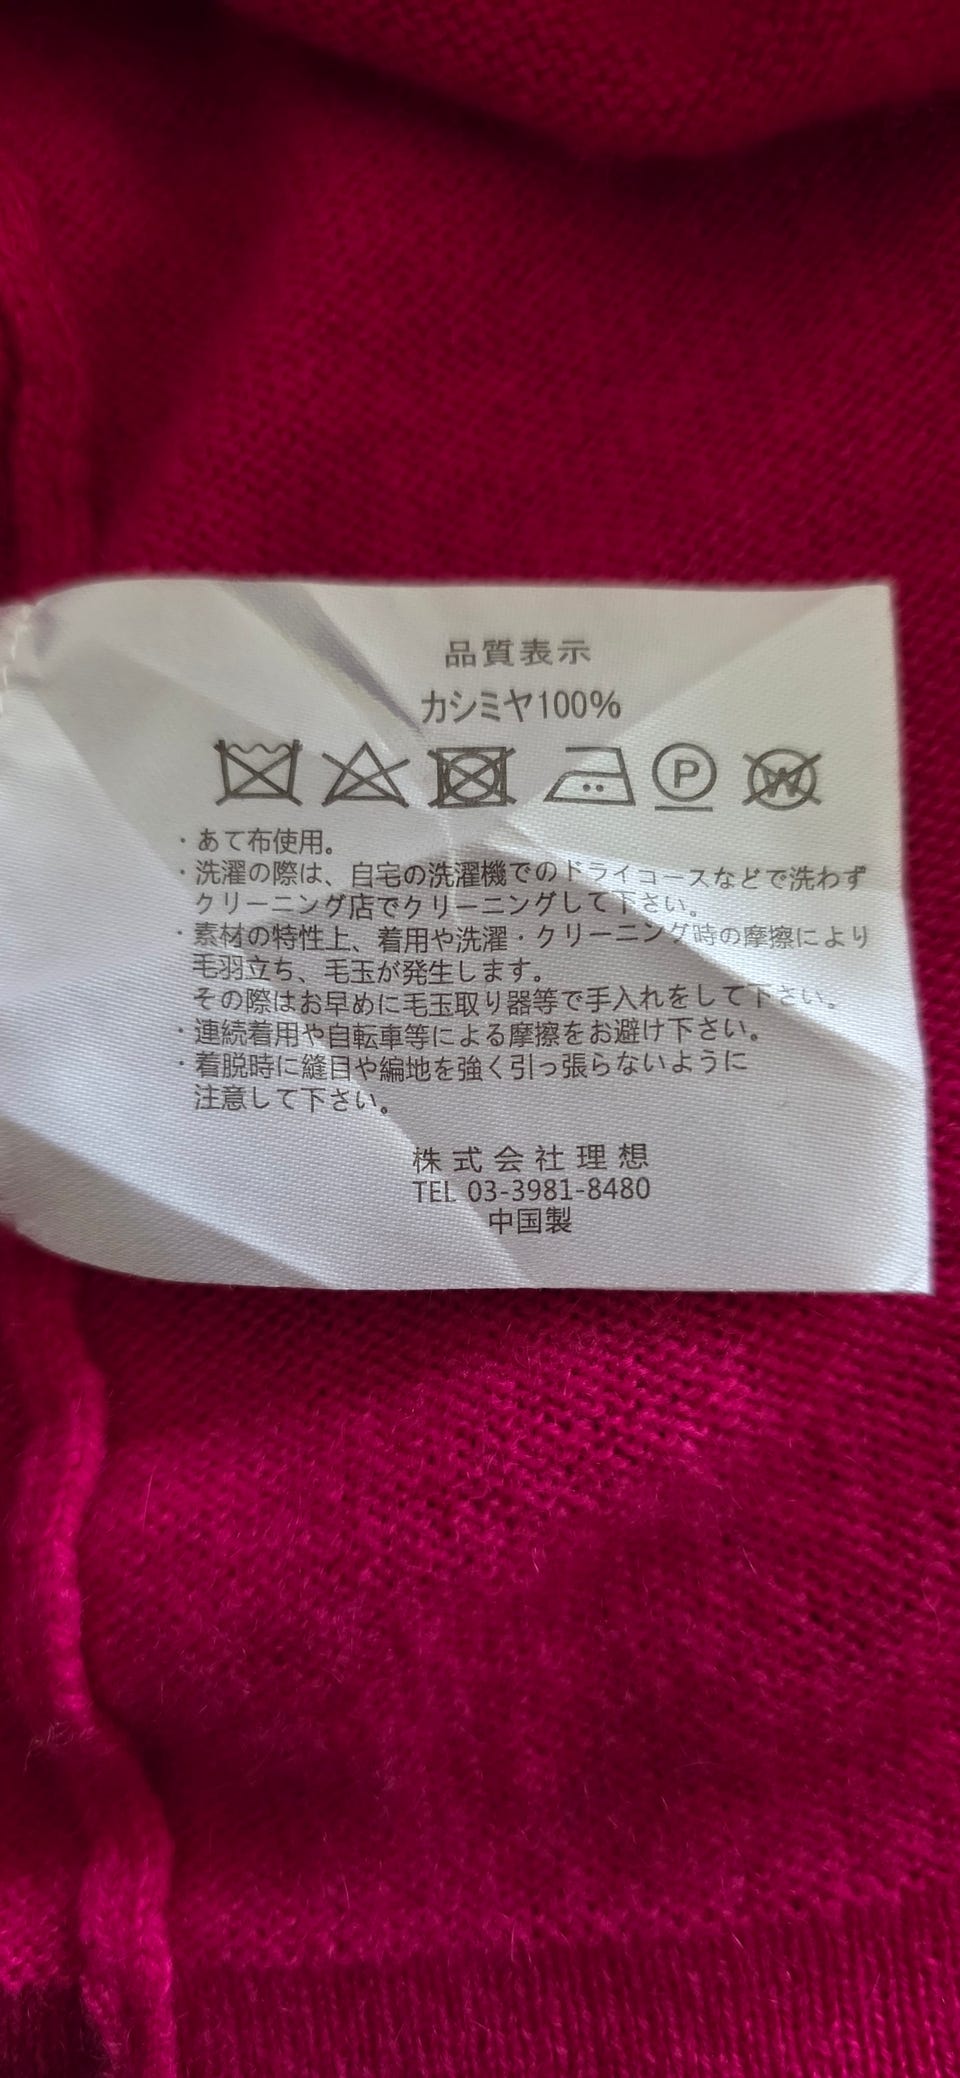 品質表示
カシミヤ100%
P W
・あて布使用。
・洗濯の際は、自宅の洗濯機でのドライコースなどで洗わず
クリーニング店でクリーニングして下さい。
・素材の特性上、着用や洗濯・クリーニング時の摩擦により
毛羽立ち、毛玉が発生します。
その際はお早めに毛玉取り器等で手入れをして下さい。
・連続着用や自転車等による摩擦をお避け下さい。
・着脱時に縫目や編地を強く引っ張らないように
注意して下さい。
株式会社理想
TEL 03-3981-8480
中国製